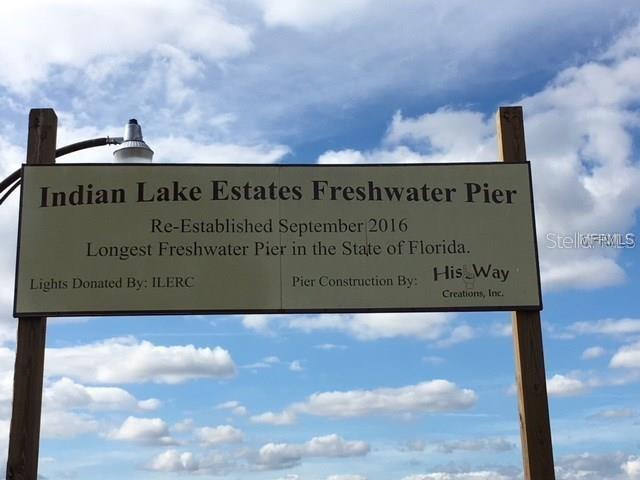 Indian Lake Estates Freshwater Pier
Re-Established September 2016
Longest Freshwater Pier in the State of Florida.
Lights Donated By: ILERC
Pier Construction By:
His Way
Creations, Inc.
Stellar MFRMLS